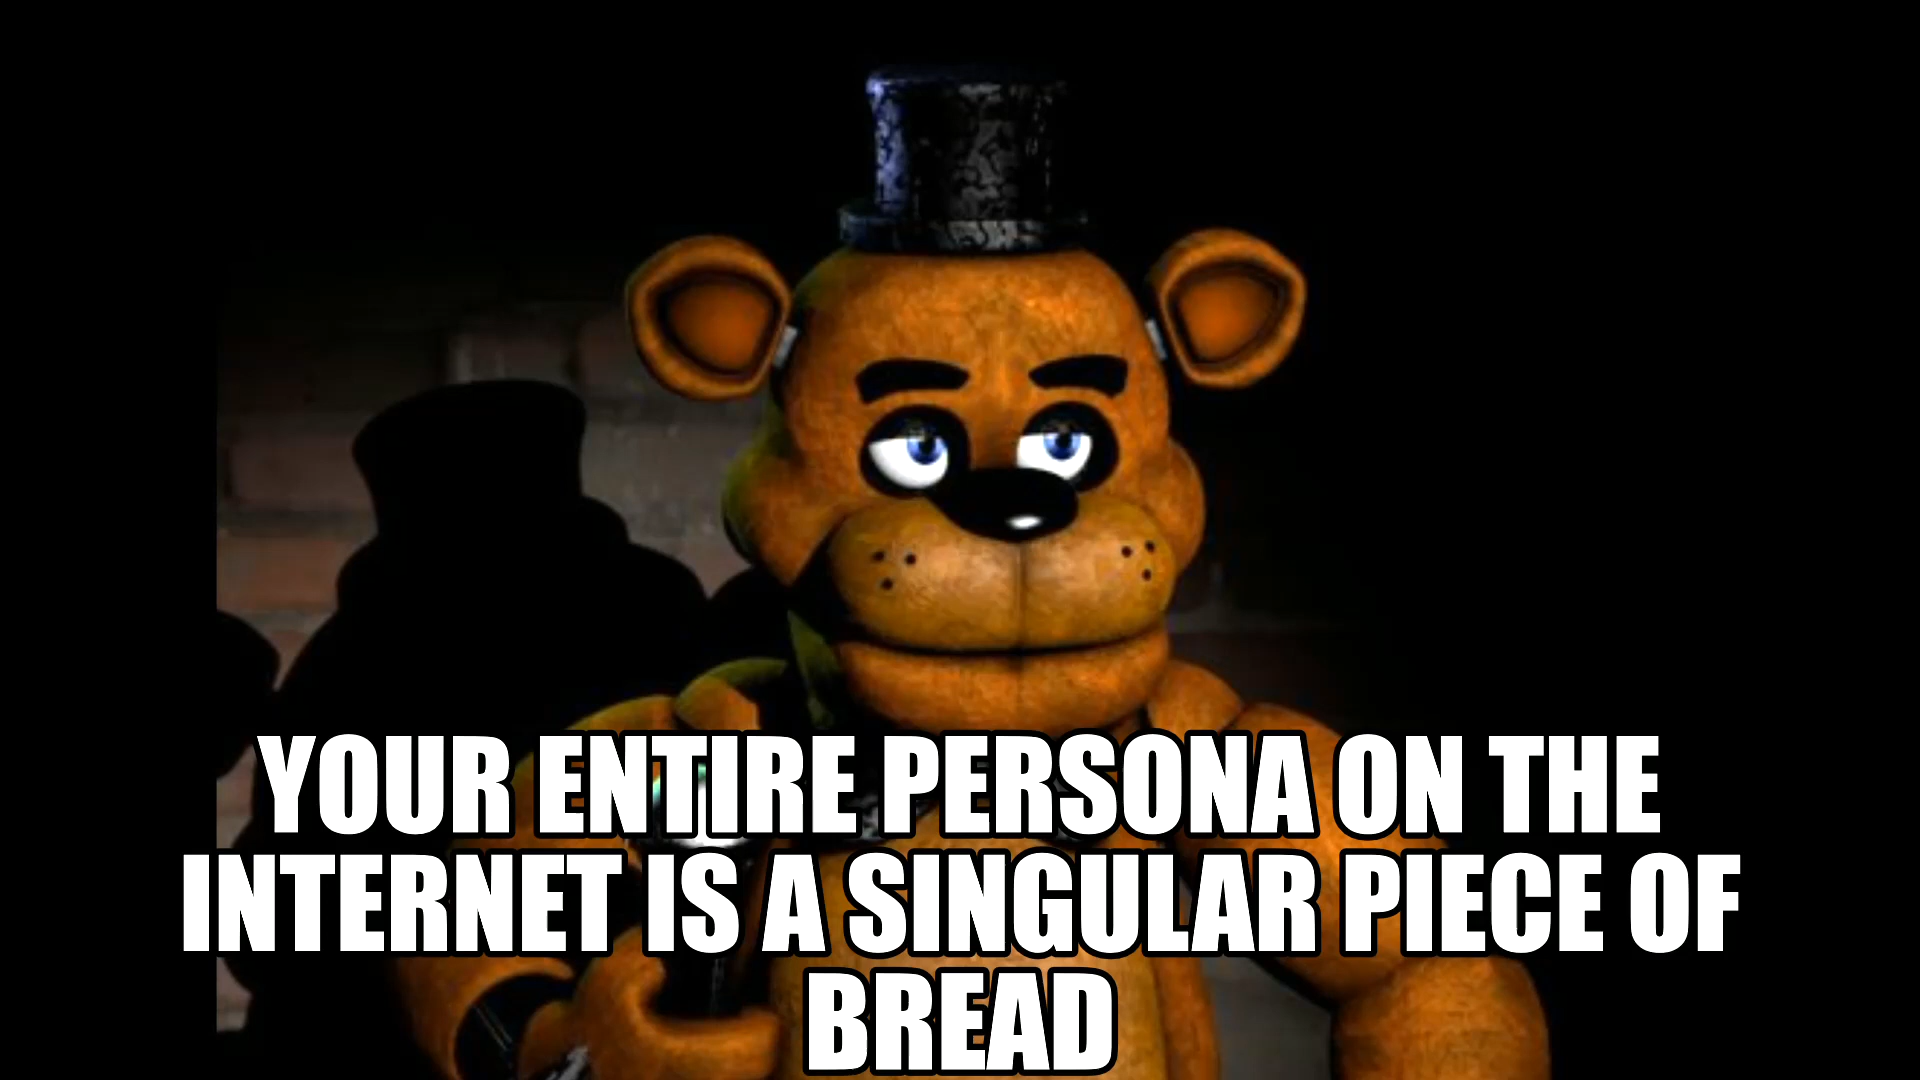 YOUR ENTIRE PERSONA ON THE
INTERNET IS A SINGULAR PIECE OF
BREAD